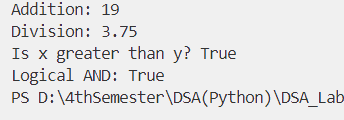 Addition: 19
Division: 3.75
Is x greater than y? True
Logical AND: True
PS D:\4thSemester\DSA(Python)\DSA_Lab